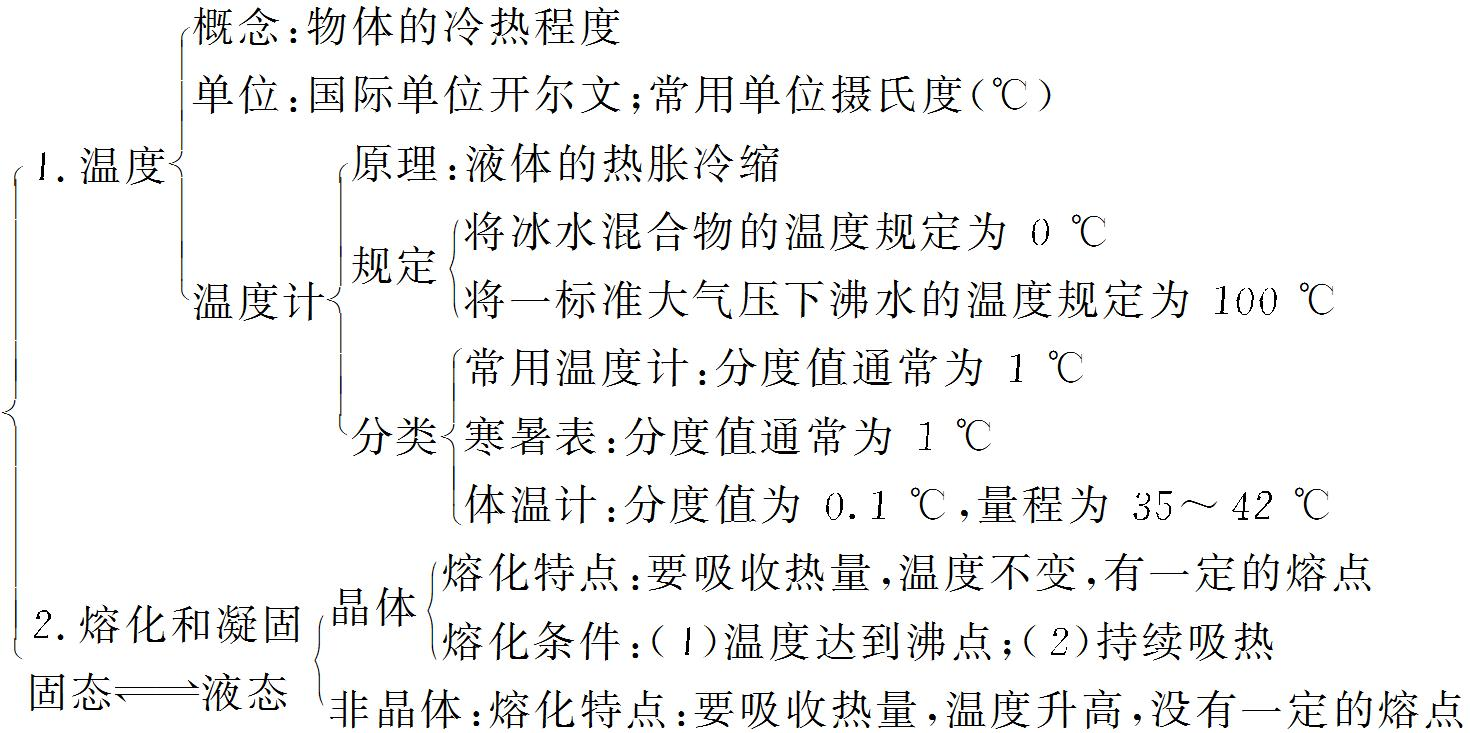 概念:物体的冷热程度
单位:国际单位开尔文;常用单位摄氏度(℃)
1.温度
原理:液体的热胀冷缩
将冰水混合物的温度规定为 0 ℃
规定
将一标准大气压下沸水的温度规定为 100 ℃
温度计
常用温度计:分度值通常为 1 ℃
分类
寒暑表:分度值通常为 1 ℃
体温计:分度值为 0.1 ℃,量程为 35～42 ℃
熔化特点:要吸收热量,温度不变,有一定的熔点
晶体
2.熔化和凝固
熔化条件:(1)温度达到沸点;(2)持续吸热
固态⇌液态
非晶体:熔化特点:要吸收热量,温度升高,没有一定的熔点